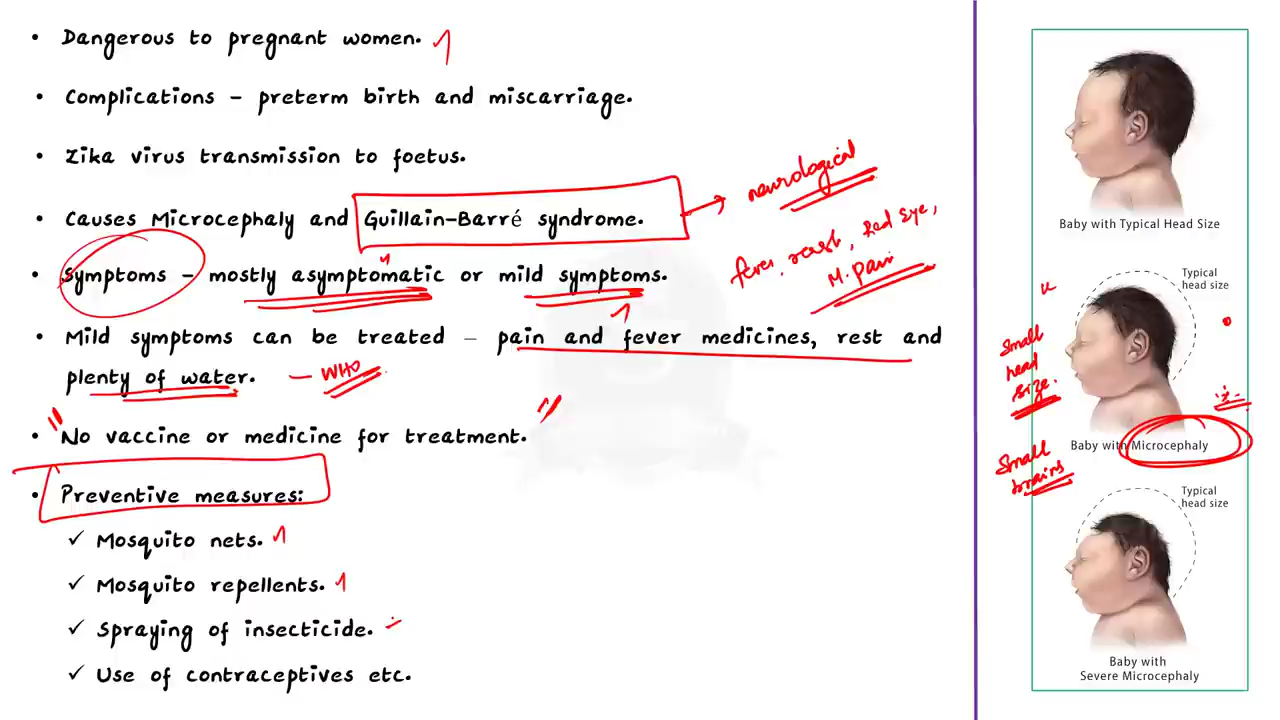 • Dangerous to pregnant women.
• Complications – preterm birth and miscarriage.
• Zika virus transmission to foetus.
• Causes Microcephaly and Guillain-Barré syndrome.
neurological
• Symptoms – mostly asymptomatic or mild symptoms.
fever, rash, Red eye,
M. pain
• Mild symptoms can be treated – pain and fever medicines, rest and
plenty of water.
– WHO
• "No vaccine or medicine for treatment."
• Preventive measures:
✓ Mosquito nets.
✓ Mosquito repellents.
✓ Spraying of insecticide.
✓ Use of contraceptives etc.
Baby with Typical Head Size
Typical
head size
small
head
size.
Baby with Microcephaly
small
brains
Typical
head size
Baby with
Severe Microcephaly